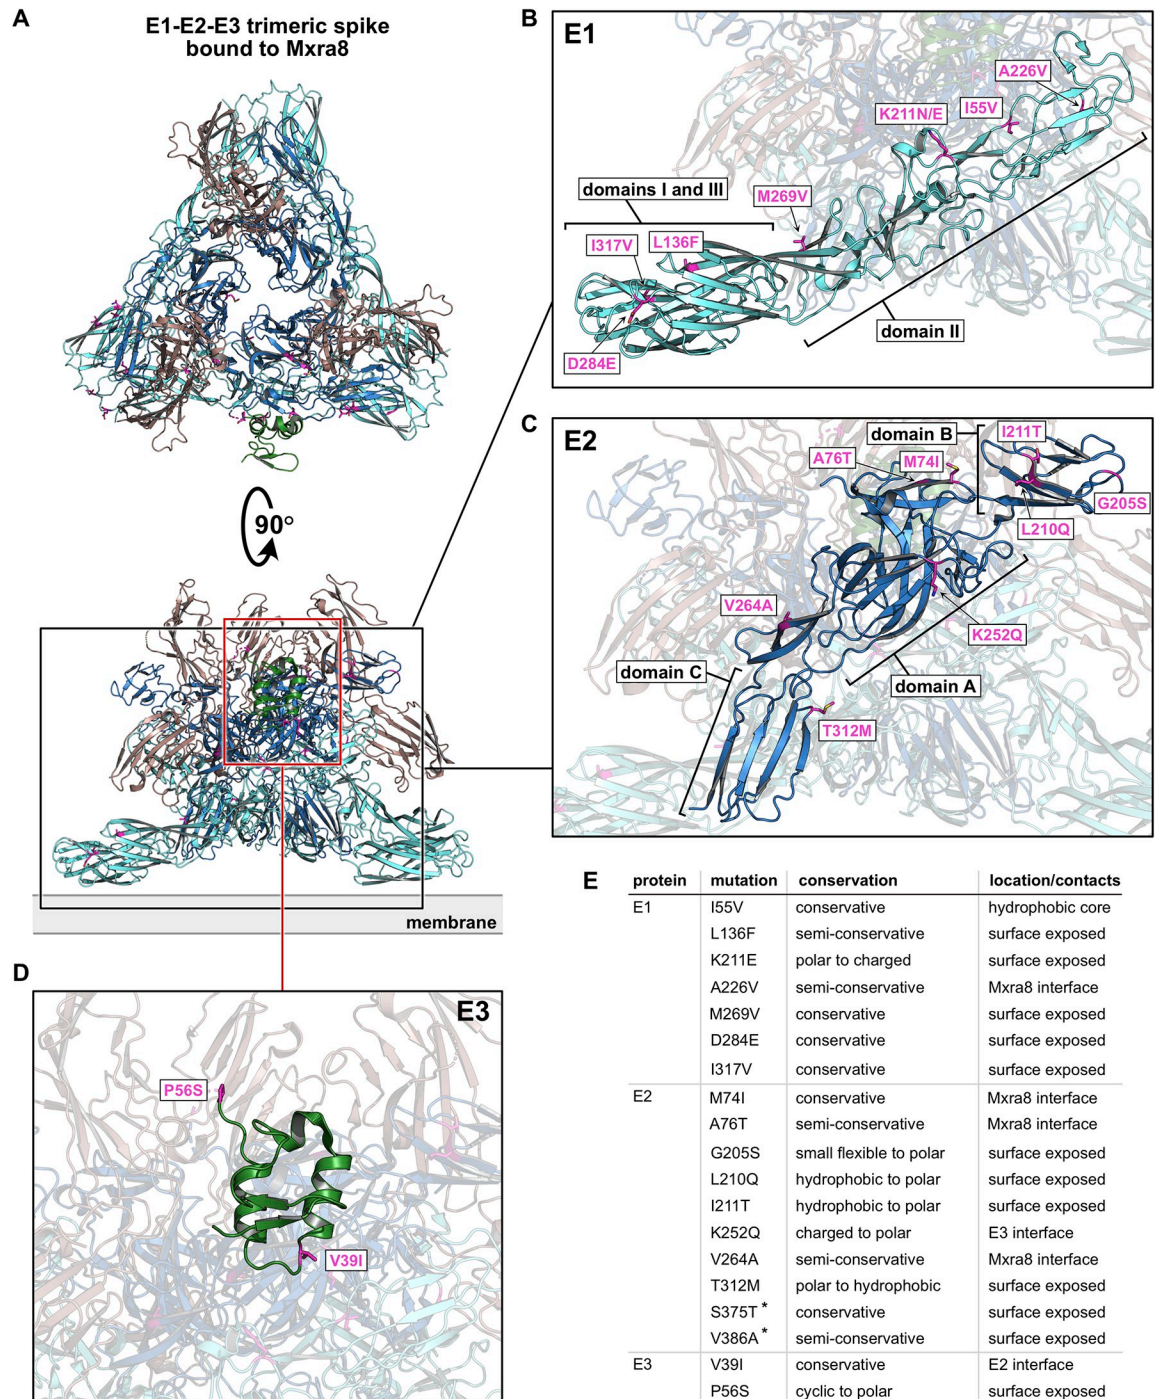 A
E1-E2-E3 trimeric spike
bound to Mxra8
90°
membrane
B
E1
A226V
I55V
K211N/E
domains I and III
M269V
I317V
L136F
domain II
D284E
C
E2
domain B
I211T
A76T
M74I
G205S
L210Q
V264A
K252Q
domain C
domain A
T312M
D
E3
P56S
V39I
E
protein mutation conservation location/contacts
E1 I55V conservative hydrophobic core
L136F semi-conservative surface exposed
K211E polar to charged surface exposed
A226V semi-conservative Mxra8 interface
M269V conservative surface exposed
D284E conservative surface exposed
I317V conservative surface exposed
E2 M74I conservative Mxra8 interface
A76T semi-conservative Mxra8 interface
G205S small flexible to polar surface exposed
L210Q hydrophobic to polar surface exposed
I211T hydrophobic to polar surface exposed
K252Q charged to polar E3 interface
V264A semi-conservative Mxra8 interface
T312M polar to hydrophobic surface exposed
S375T * conservative surface exposed
V386A * semi-conservative surface exposed
E3 V39I conservative E2 interface
P56S cyclic to polar surface exposed